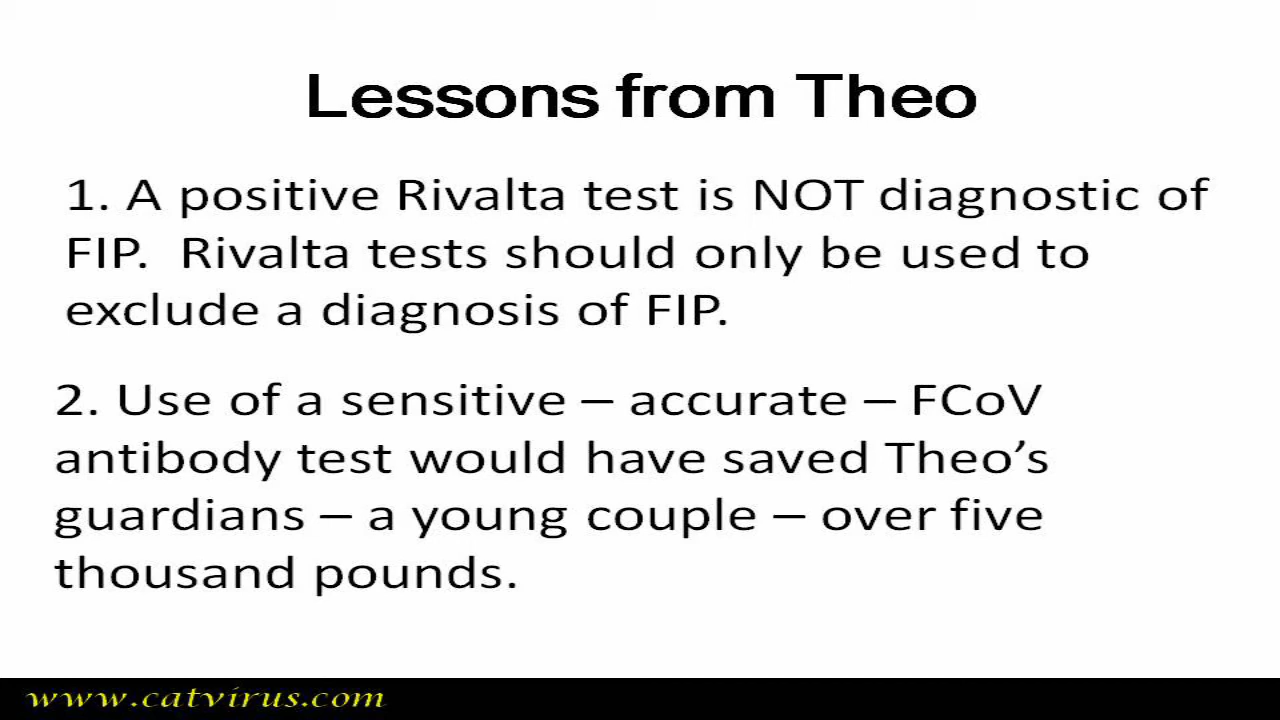 Lessons from Theo
1. A positive Rivalta test is NOT diagnostic of
FIP.  Rivalta tests should only be used to
exclude a diagnosis of FIP.
2. Use of a sensitive – accurate – FCoV
antibody test would have saved Theo’s
guardians – a young couple – over five
thousand pounds.
www.catvirus.com